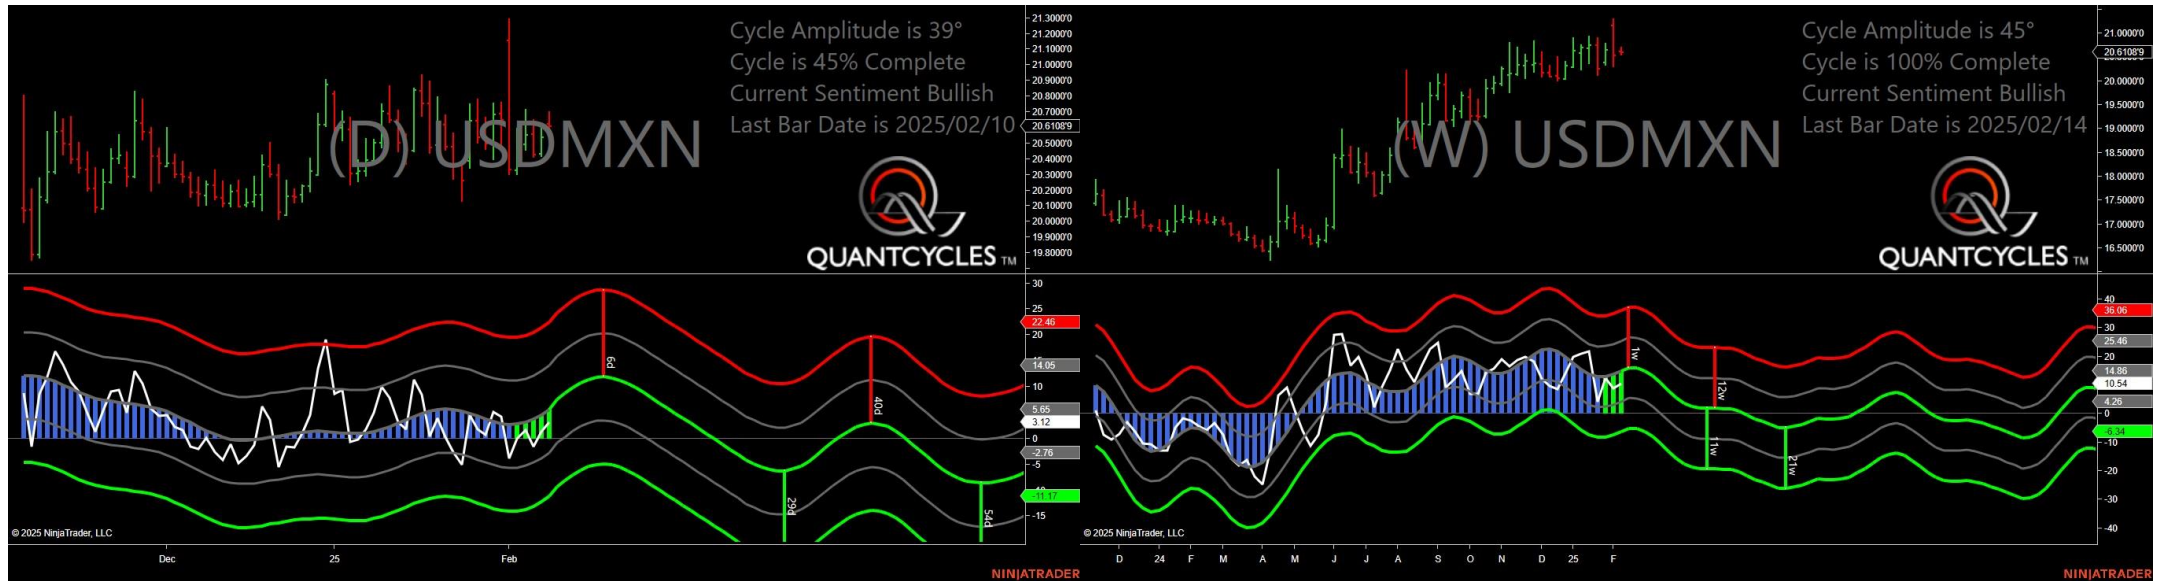 Cycle Amplitude is 39°
Cycle is 45% Complete
Current Sentiment Bullish
Last Bar Date is 2025/02/10
(D) USDMXN
QUANTCYCLES TM
21.3000'0
21.2000'0
21.1000'0
21.0000'0
20.9000'0
20.8000'0
20.7000'0
20.6108'9
20.5000'0
20.4000'0
20.3000'0
20.2000'0
20.1000'0
20.0000'0
19.9000'0
19.8000'0
30
25
22.46
20
14.05
10
5.65
3.12
0
-2.76
-5
-11.17
-15
6d
29d
40d
54d
© 2025 NinjaTrader, LLC
Dec
25
Feb
NINJATRADER
Cycle Amplitude is 45°
Cycle is 100% Complete
Current Sentiment Bullish
Last Bar Date is 2025/02/14
(W) USDMXN
QUANTCYCLES TM
21.0000'0
20.6108'9
20.0000'0
19.5000'0
19.0000'0
18.5000'0
18.0000'0
17.5000'0
17.0000'0
16.5000'0
40
36.06
30
25.46
20
14.86
10.54
4.26
0
-6.34
-10
-20
-30
-40
1w
12w
11w
21w
© 2025 NinjaTrader, LLC
D
24
F
M
A
M
J
J
A
S
O
N
D
25
F
NINJATRADER